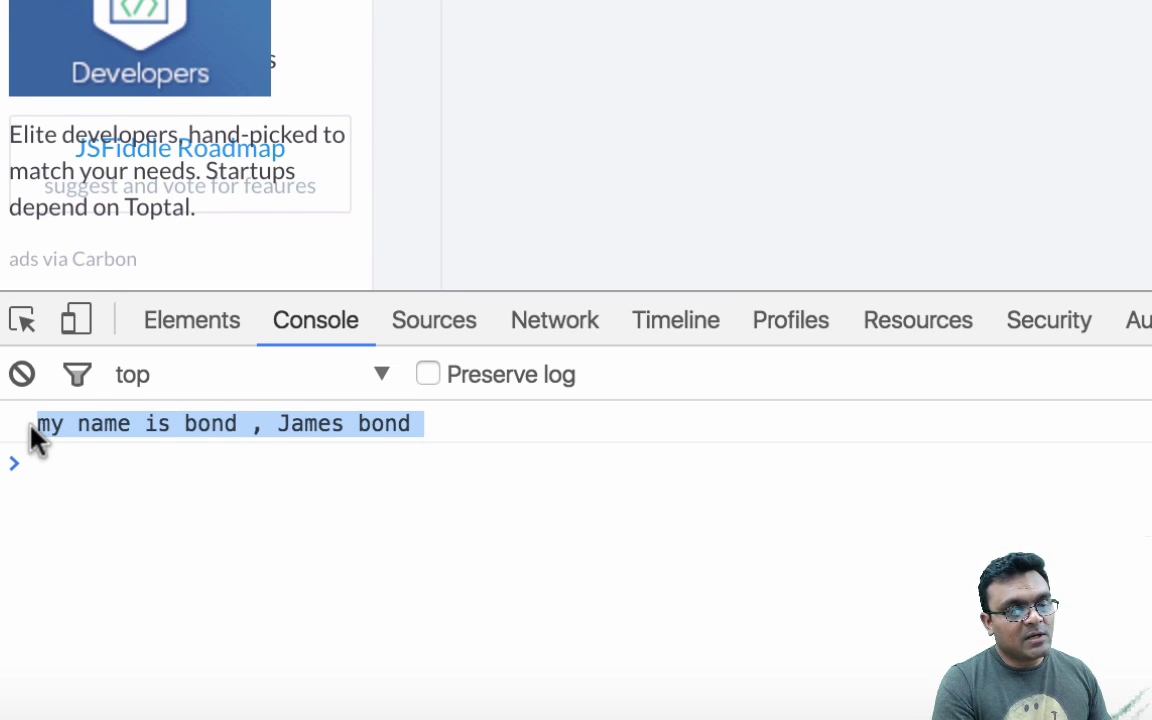 Developers
s
Elite developers, hand-picked to
JSFiddle Roadmap
match your needs. Startups
suggest and vote for feaures
depend on Toptal.
ads via Carbon
Elements Console Sources Network Timeline Profiles Resources Security Au
top Preserve log
my name is bond , James bond